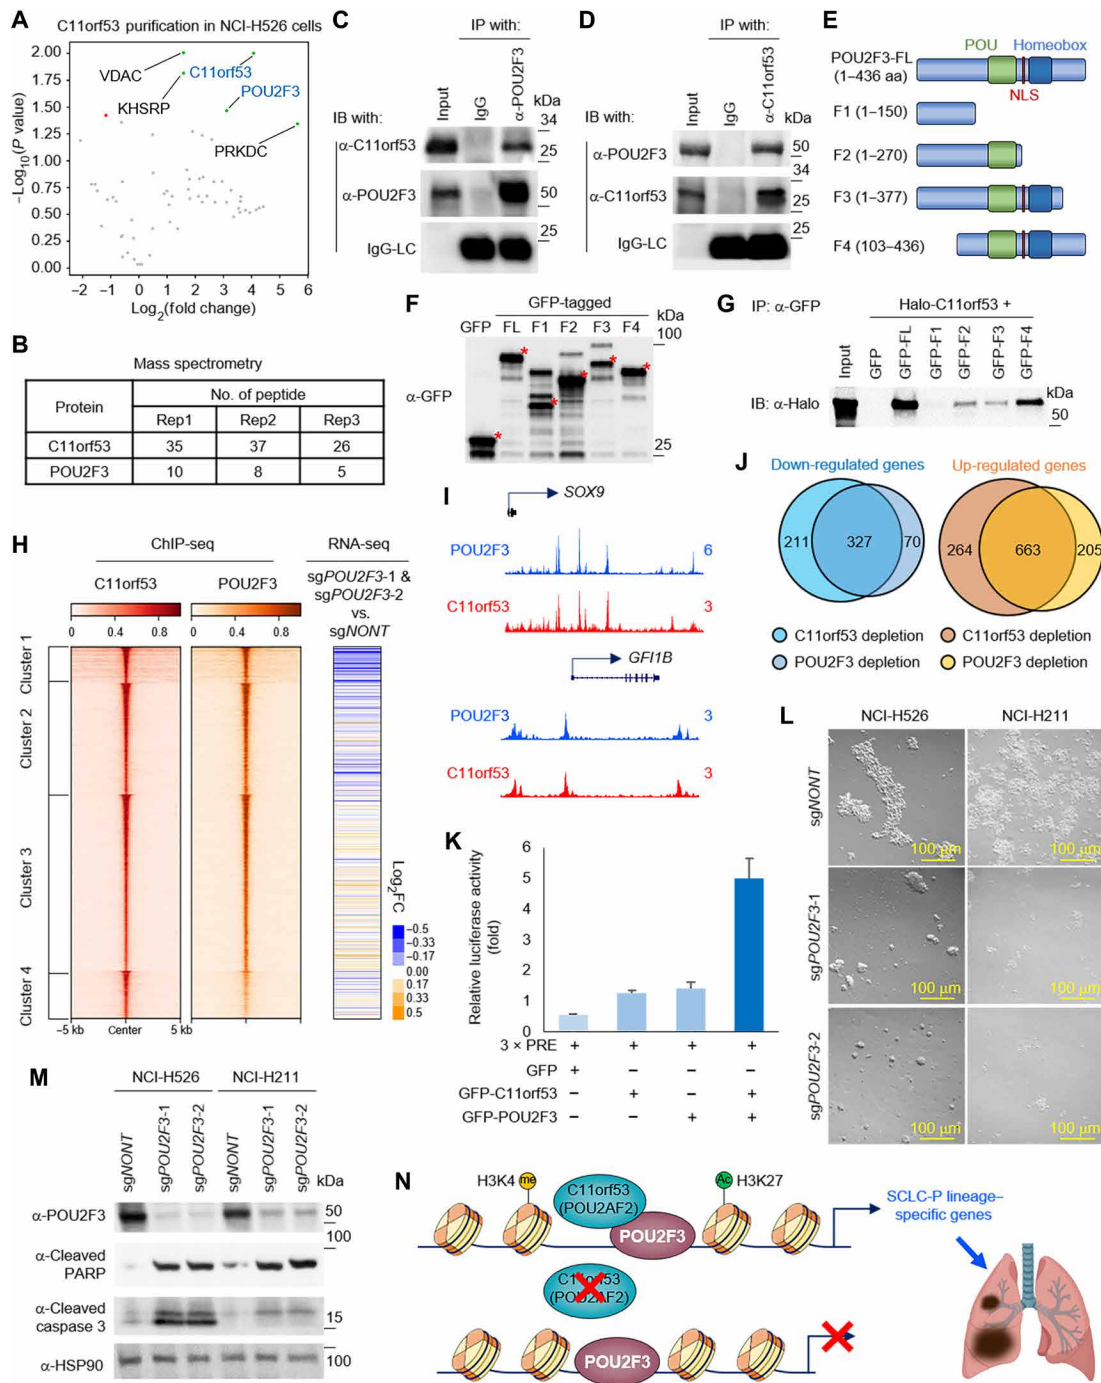 A
C11orf53 purification in NCI-H526 cells
2.00
1.75
1.50
1.25
1.00
0.75
0.50
0.25
0.00
−Log10(P value)
VDAC
C11orf53
KHSRP
POU2F3
PRKDC
−2 −1 0 1 2 3 4 5 6
Log2(fold change)
B
Mass spectrometry
Protein
No. of peptide
Rep1 Rep2 Rep3
C11orf53 35 37 26
POU2F3 10 8 5
C
IP with:
Input
IgG
α-POU2F3
kDa
IB with:
34
α-C11orf53
25
α-POU2F3
50
25
IgG-LC
D
IP with:
Input
IgG
α-C11orf53
kDa
IB with:
α-POU2F3
50
34
α-C11orf53
25
25
IgG-LC
E
POU Homeobox
POU2F3-FL
(1–436 aa)
NLS
F1 (1–150)
F2 (1–270)
F3 (1–377)
F4 (103–436)
F
GFP-tagged
kDa
GFP FL F1 F2 F3 F4
100
α-GFP
25
*
*
*
*
*
*
G
IP: α-GFP
Halo-C11orf53 +
Input
GFP
GFP-FL
GFP-F1
GFP-F2
GFP-F3
GFP-F4
kDa
IB: α-Halo
50
H
ChIP-seq
RNA-seq
C11orf53
POU2F3
sgPOU2F3-1 &
sgPOU2F3-2
vs.
sgNONT
0 0.4 1.0
0 0.5 1.0
Cluster 1
Cluster 2
Cluster 3
Cluster 4
−5 kb Center 5 kb
Log2FC
−0.5
−0.33
−0.17
0.00
0.17
0.33
0.5
I
SOX9
POU2F3 6
C11orf53 3
GFI1B
POU2F3 3
C11orf53 3
J
Down-regulated genes
Up-regulated genes
211 327 70
264 663 205
C11orf53 depletion
POU2F3 depletion
C11orf53 depletion
POU2F3 depletion
K
Relative luciferase activity
(fold)
6
5
4
3
2
1
0
3 × PRE + + + +
GFP + − − −
GFP-C11orf53 − + − +
GFP-POU2F3 − − + +
L
NCI-H526 NCI-H211
sgNONT
100 μm
100 μm
sgPOU2F3-1
100 μm
100 μm
sgPOU2F3-2
100 μm
100 μm
M
NCI-H526 NCI-H211
sgNONT
sgPOU2F3-1
sgPOU2F3-2
sgNONT
sgPOU2F3-1
sgPOU2F3-2
kDa
α-POU2F3
50
100
α-Cleaved
PARP
α-Cleaved
caspase 3
15
α-HSP90
100
N
H3K4 me
C11orf53
(POU2AF2)
POU2F3
Ac H3K27
SCLC-P lineage–
specific genes
C11orf53
(POU2AF2)
POU2F3